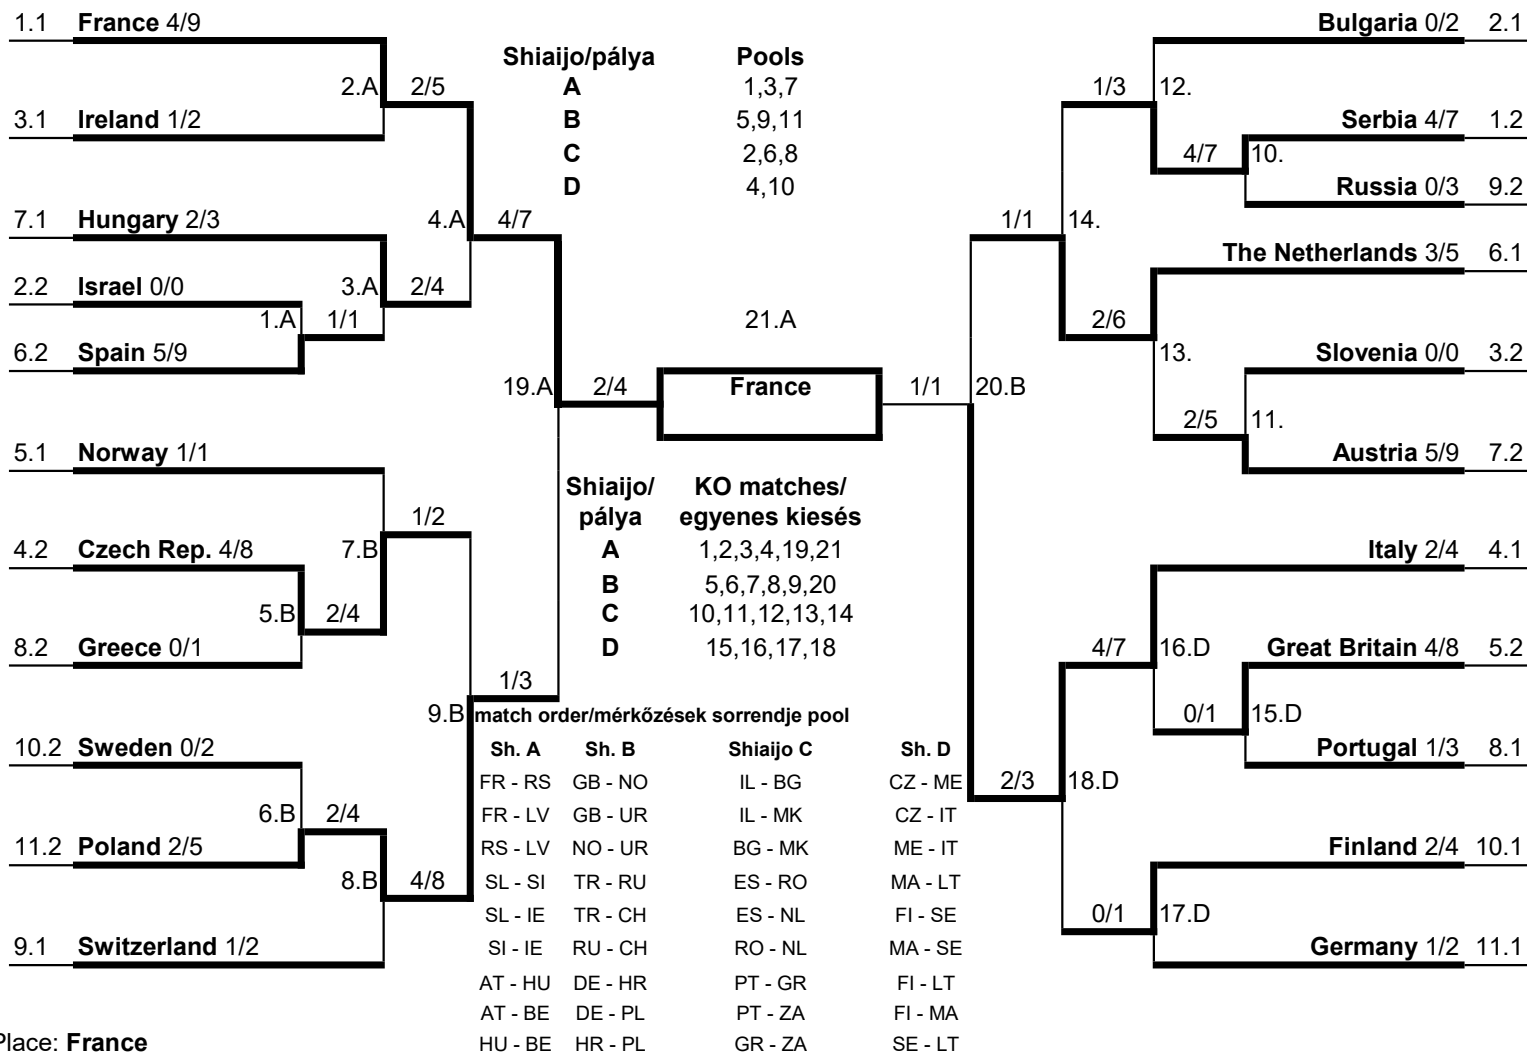 1.1 France 4/9
Bulgaria 0/2 2.1
Shiaijo/pálya Pools
2.A 2/5
A 1,3,7
1/3 12.
3.1 Ireland 1/2
B 5,9,11
Serbia 4/7 1.2
C 2,6,8
4/7 10.
D 4,10
Russia 0/3 9.2
7.1 Hungary 2/3
4.A 4/7
1/1 14.
The Netherlands 3/5 6.1
2.2 Israel 0/0
3.A 2/4
1.A 1/1
21.A
2/6
6.2 Spain 5/9
13.
Slovenia 0/0 3.2
19.A 2/4
France
1/1 20.B
2/5 11.
5.1 Norway 1/1
Austria 5/9 7.2
Shiaijo/ KO matches/
pálya egyenes kiesés
1/2
4.2 Czech Rep. 4/8
7.B
A 1,2,3,4,19,21
Italy 2/4 4.1
B 5,6,7,8,9,20
5.B 2/4
C 10,11,12,13,14
8.2 Greece 0/1
D 15,16,17,18
4/7 16.D
Great Britain 4/8 5.2
1/3
9.B
match order/mérkőzések sorrendje pool
0/1 15.D
10.2 Sweden 0/2
Sh. A Sh. B Shiaijo C Sh. D
Portugal 1/3 8.1
FR - RS GB - NO IL - BG CZ - ME
2/3 18.D
6.B 2/4
FR - LV GB - UR IL - MK CZ - IT
11.2 Poland 2/5
RS - LV NO - UR BG - MK ME - IT
Finland 2/4 10.1
8.B 4/8
SL - SI TR - RU ES - RO MA - LT
SL - IE TR - CH ES - NL FI - SE
0/1 17.D
9.1 Switzerland 1/2
SI - IE RU - CH RO - NL MA - SE
Germany 1/2 11.1
AT - HU DE - HR PT - GR FI - LT
AT - BE DE - PL PT - ZA FI - MA
Place: France
HU - BE HR - PL GR - ZA SE - LT